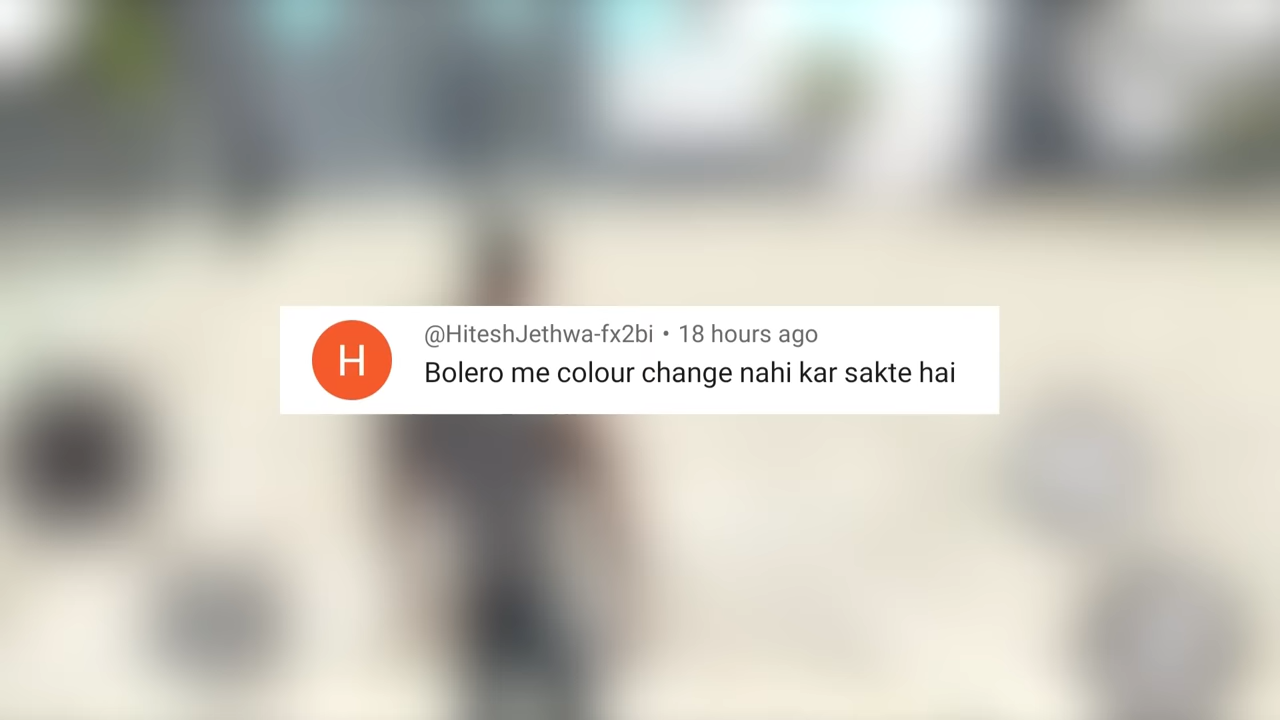 H
@HiteshJethwa-fx2bi • 18 hours ago
Bolero me colour change nahi kar sakte hai